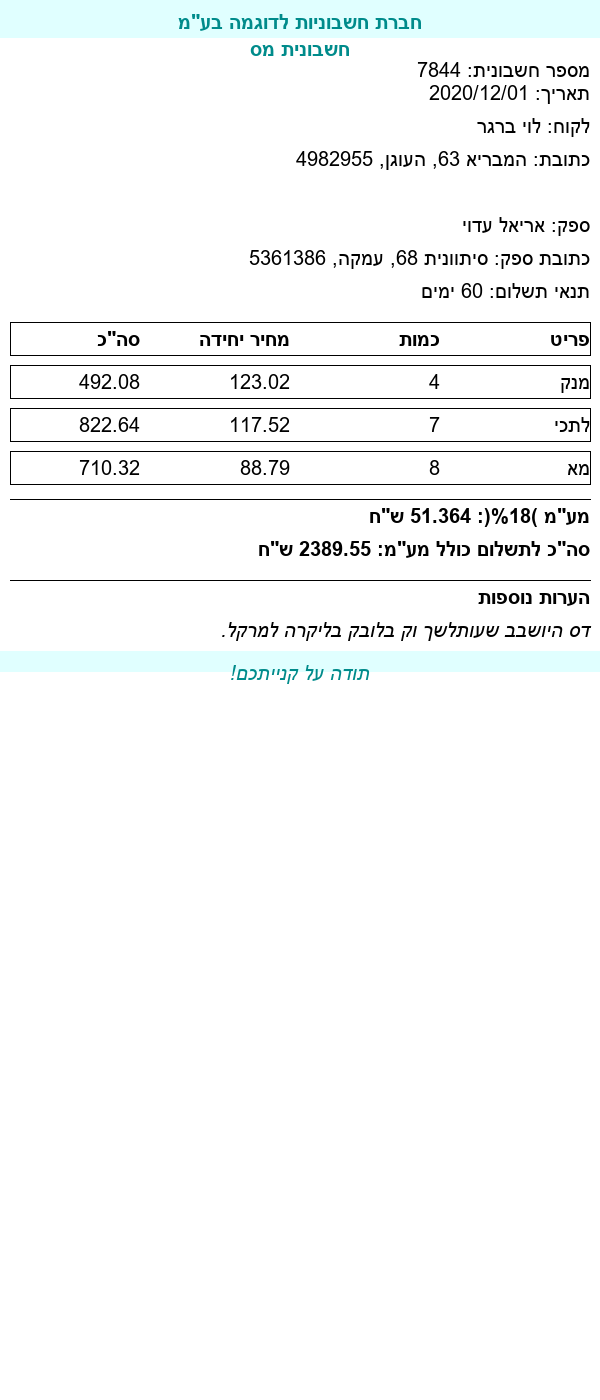 חברת חשבוניות לדוגמה בע"מ
חשבונית מס
מספר חשבונית: 7844
תאריך: 2020/12/01
לקוח: לוי ברגר
כתובת: המבריא 63, העוגן, 4982955
ספק: אריאל עדוי
כתובת ספק: סיתוונית 68, עמקה, 5361386
תנאי תשלום: 60 ימים
פריט כמות מחיר יחידה סה"כ
מנק 4 123.02 492.08
לתכי 7 117.52 822.64
מא 8 88.79 710.32
מע"מ )18%(: 51.364 ש"ח
סה"כ לתשלום כולל מע"מ: 2389.55 ש"ח
הערות נוספות
דס היושבב שעותלשך וק בלובק בליקרה למרקל.
תודה על קנייתכם!